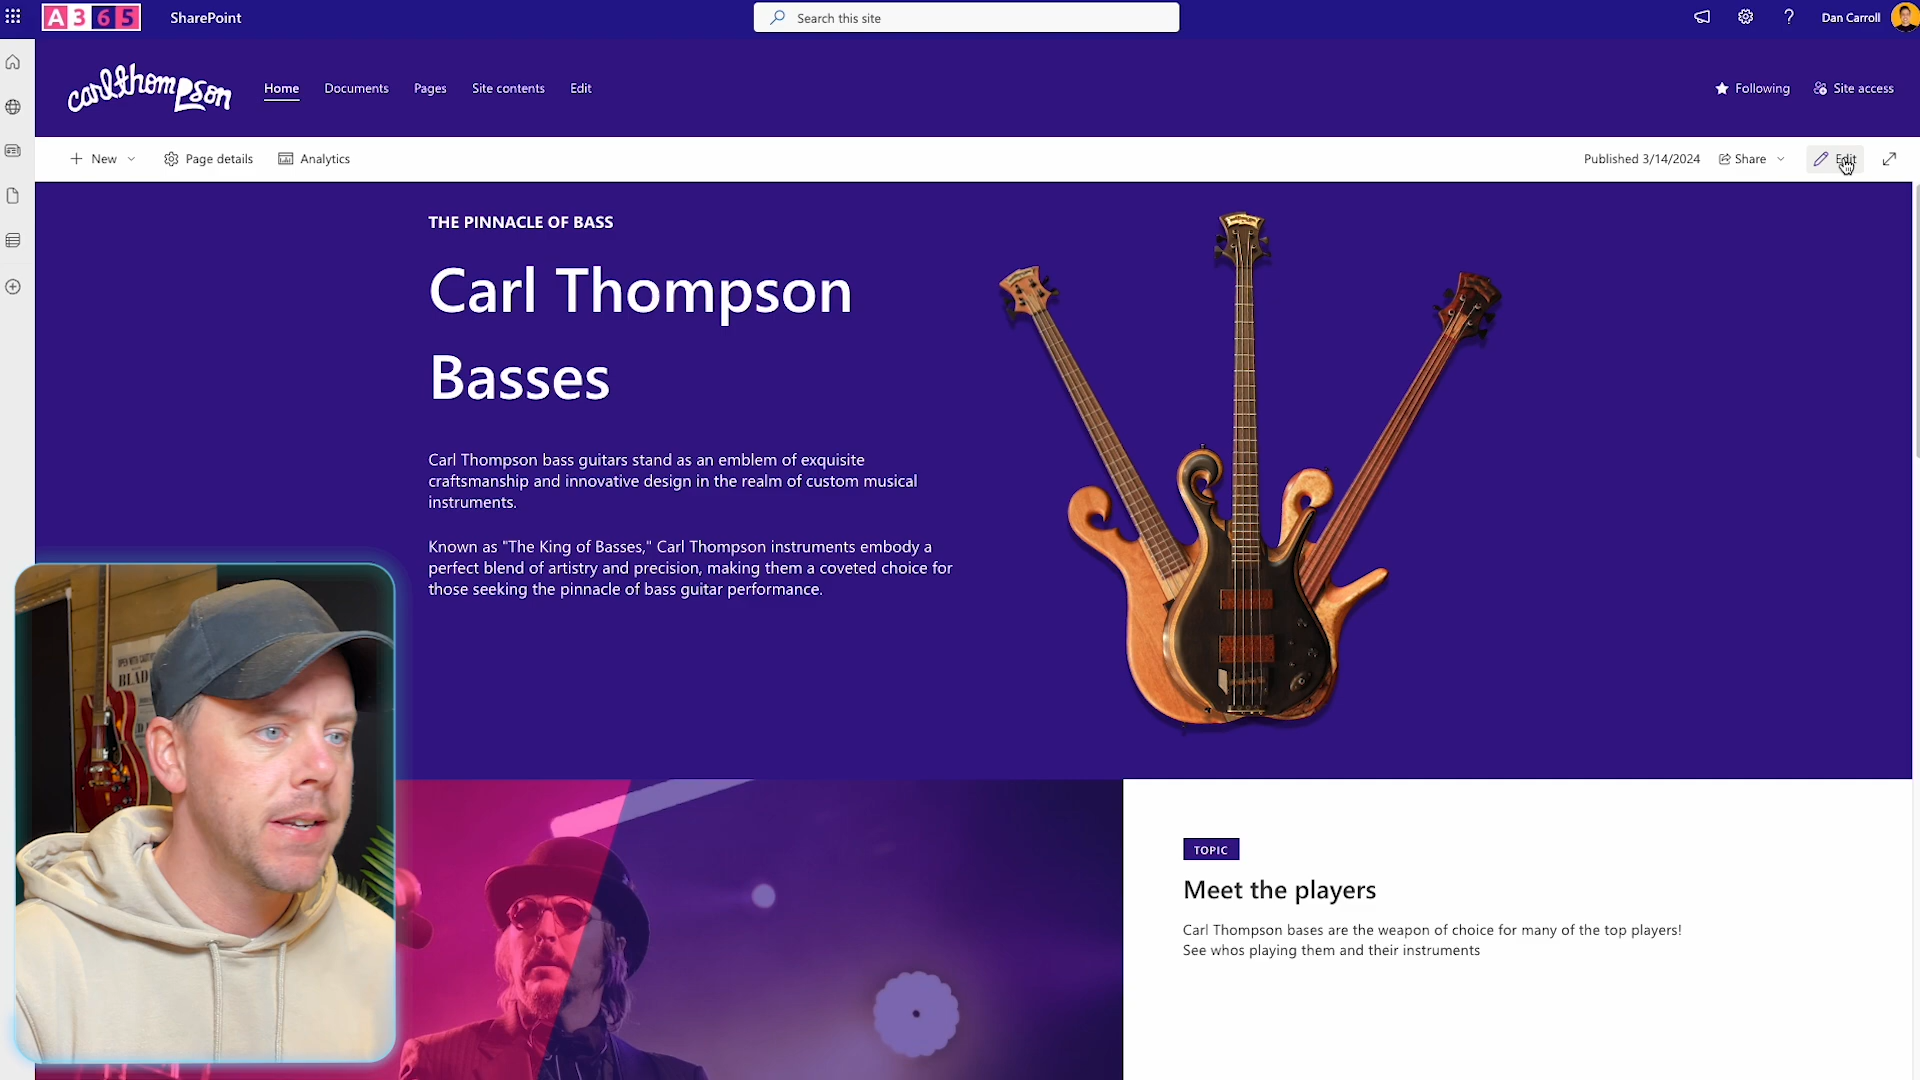 A365
SharePoint
Search this site
Dan Carroll
carlthompson
Home
Documents
Pages
Site contents
Edit
Following
Site access
New
Page details
Analytics
Published 3/14/2024
Share
Edit
THE PINNACLE OF BASS
Carl Thompson
Basses
Carl Thompson bass guitars stand as an emblem of exquisite
craftsmanship and innovative design in the realm of custom musical
instruments.
Known as "The King of Basses," Carl Thompson instruments embody a
perfect blend of artistry and precision, making them a coveted choice for
those seeking the pinnacle of bass guitar performance.
TOPIC
Meet the players
Carl Thompson bases are the weapon of choice for many of the top players!
See whos playing them and their instruments